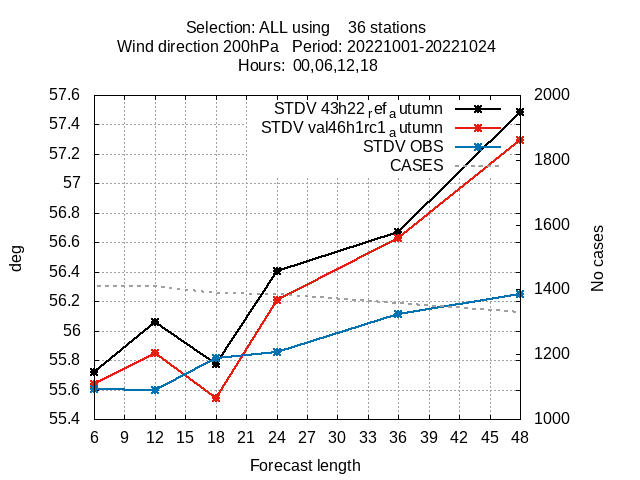 Selection: ALL using 36 stations
Wind direction 200hPa Period: 20221001-20221024
Hours: 00,06,12,18
STDV 43h22refautumn
STDV val46h1rc1autumn
STDV OBS
CASES
57.6
57.4
57.2
57
56.8
56.6
56.4
56.2
56
55.8
55.6
55.4
deg
2000
1800
1600
1400
1200
1000
No cases
6 9 12 15 18 21 24 27 30 33 36 39 42 45 48
Forecast length